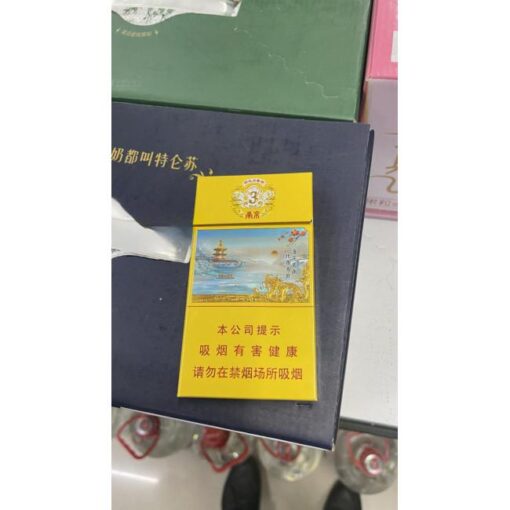 奶都叫特仑苏
3
南京
本公司提示
吸烟有害健康
请勿在禁烟场所吸烟